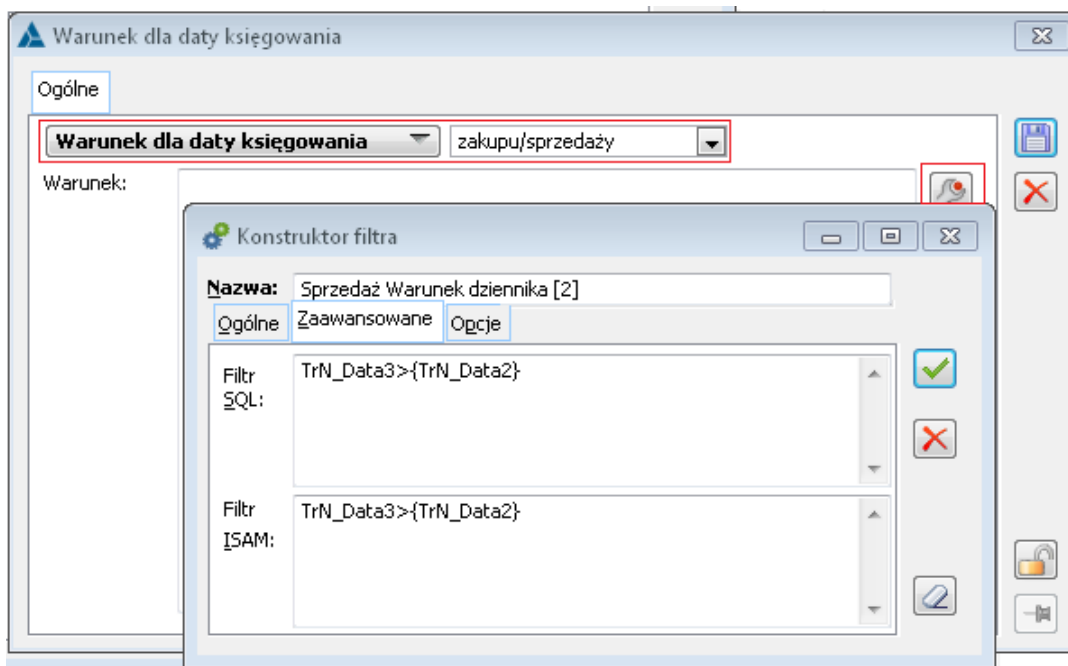 Warunek dla daty księgowania
Ogólne
Warunek dla daty księgowania zakupu/sprzedaży
Warunek:
Konstruktor filtra
Nazwa: Sprzedaż Warunek dziennika [2]
Ogólne Zaawansowane Opcje
Filtr SQL: TrN_Data3>{TrN_Data2}
Filtr ISAM: TrN_Data3>{TrN_Data2}